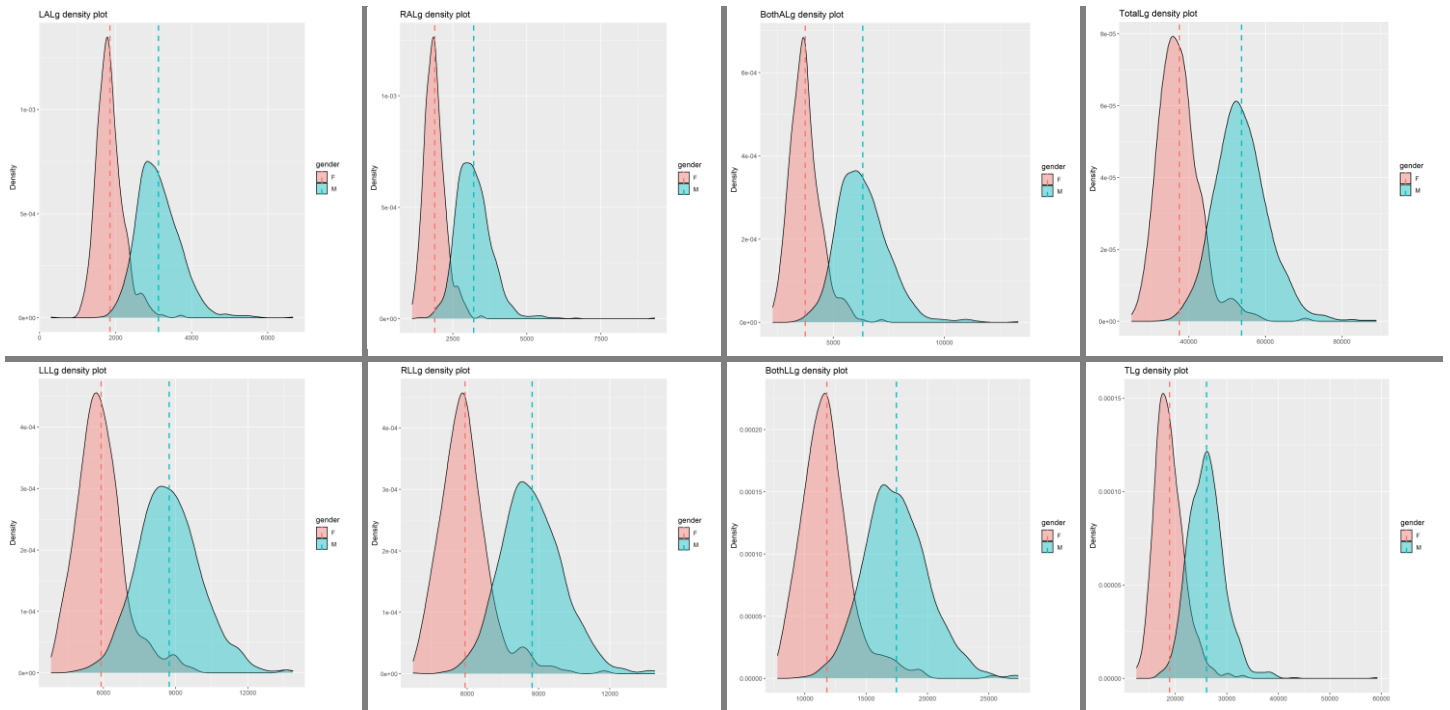 LALg density plot
Density
1e-03
5e-04
0e+00
0
2000
4000
6000
gender
F
M
RALg density plot
Density
1e-03
5e-04
0e+00
2500
5000
7500
gender
F
M
BothALg density plot
Density
6e-04
4e-04
2e-04
0e+00
5000
10000
gender
F
M
TotalLg density plot
Density
8e-05
6e-05
4e-05
2e-05
0e+00
40000
60000
80000
gender
F
M
LLLg density plot
Density
4e-04
3e-04
2e-04
1e-04
0e+00
6000
9000
12000
gender
F
M
RLLg density plot
Density
4e-04
3e-04
2e-04
1e-04
0e+00
6000
9000
12000
gender
F
M
BothLLg density plot
Density
0.00020
0.00015
0.00010
0.00005
0.00000
10000
15000
20000
25000
gender
F
M
TLg density plot
Density
0.00015
0.00010
0.00005
0.00000
20000
30000
40000
50000
60000
gender
F
M